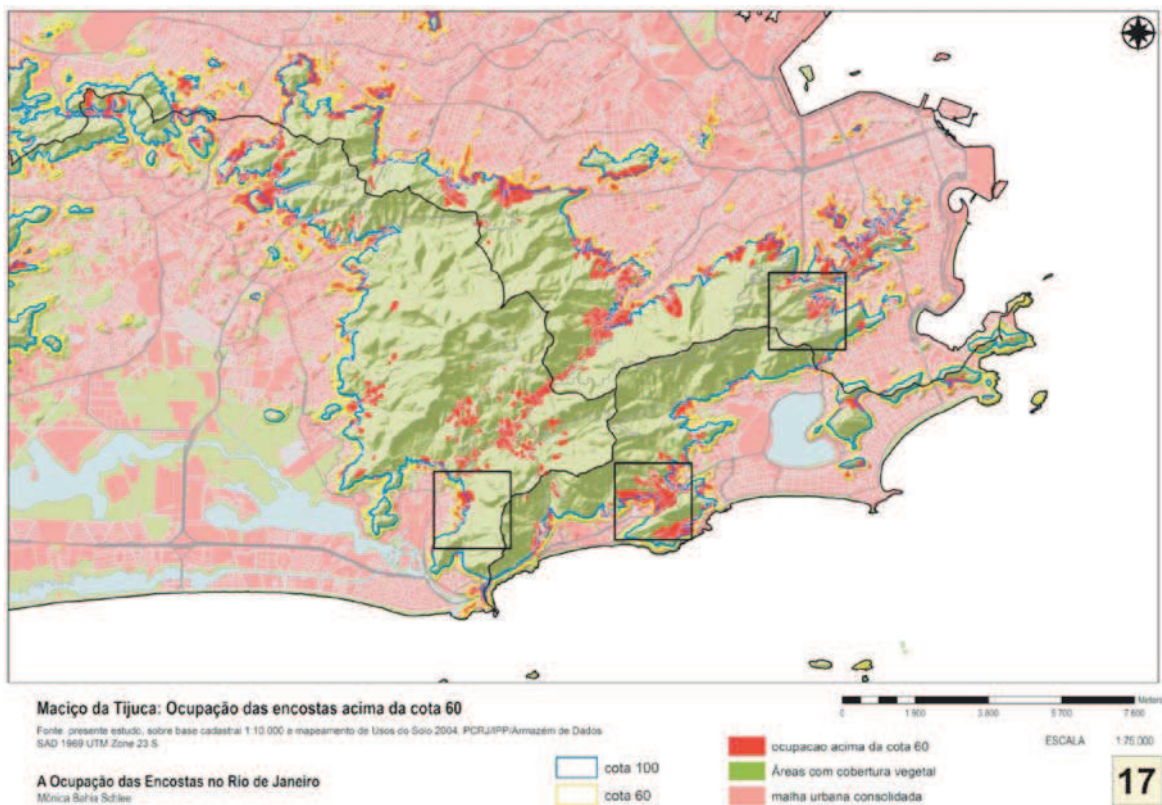 Maciço da Tijuca: Ocupação das encostas acima da cota 60
Fonte: presente estudo, sobre base cadastral 1:10.000 e mapeamento de Usos do Solo 2004. PCRJ/IPP/Armazém de Dados
SAD 1969 UTM Zone 23 S
A Ocupação das Encostas no Rio de Janeiro
Mônica Bahia Schlee
cota 100
cota 60
ocupacao acima da cota 60
Áreas com cobertura vegetal
malha urbana consolidada
Meters
0 1.900 3.800 5.700 7.600
ESCALA 1:75.000
17